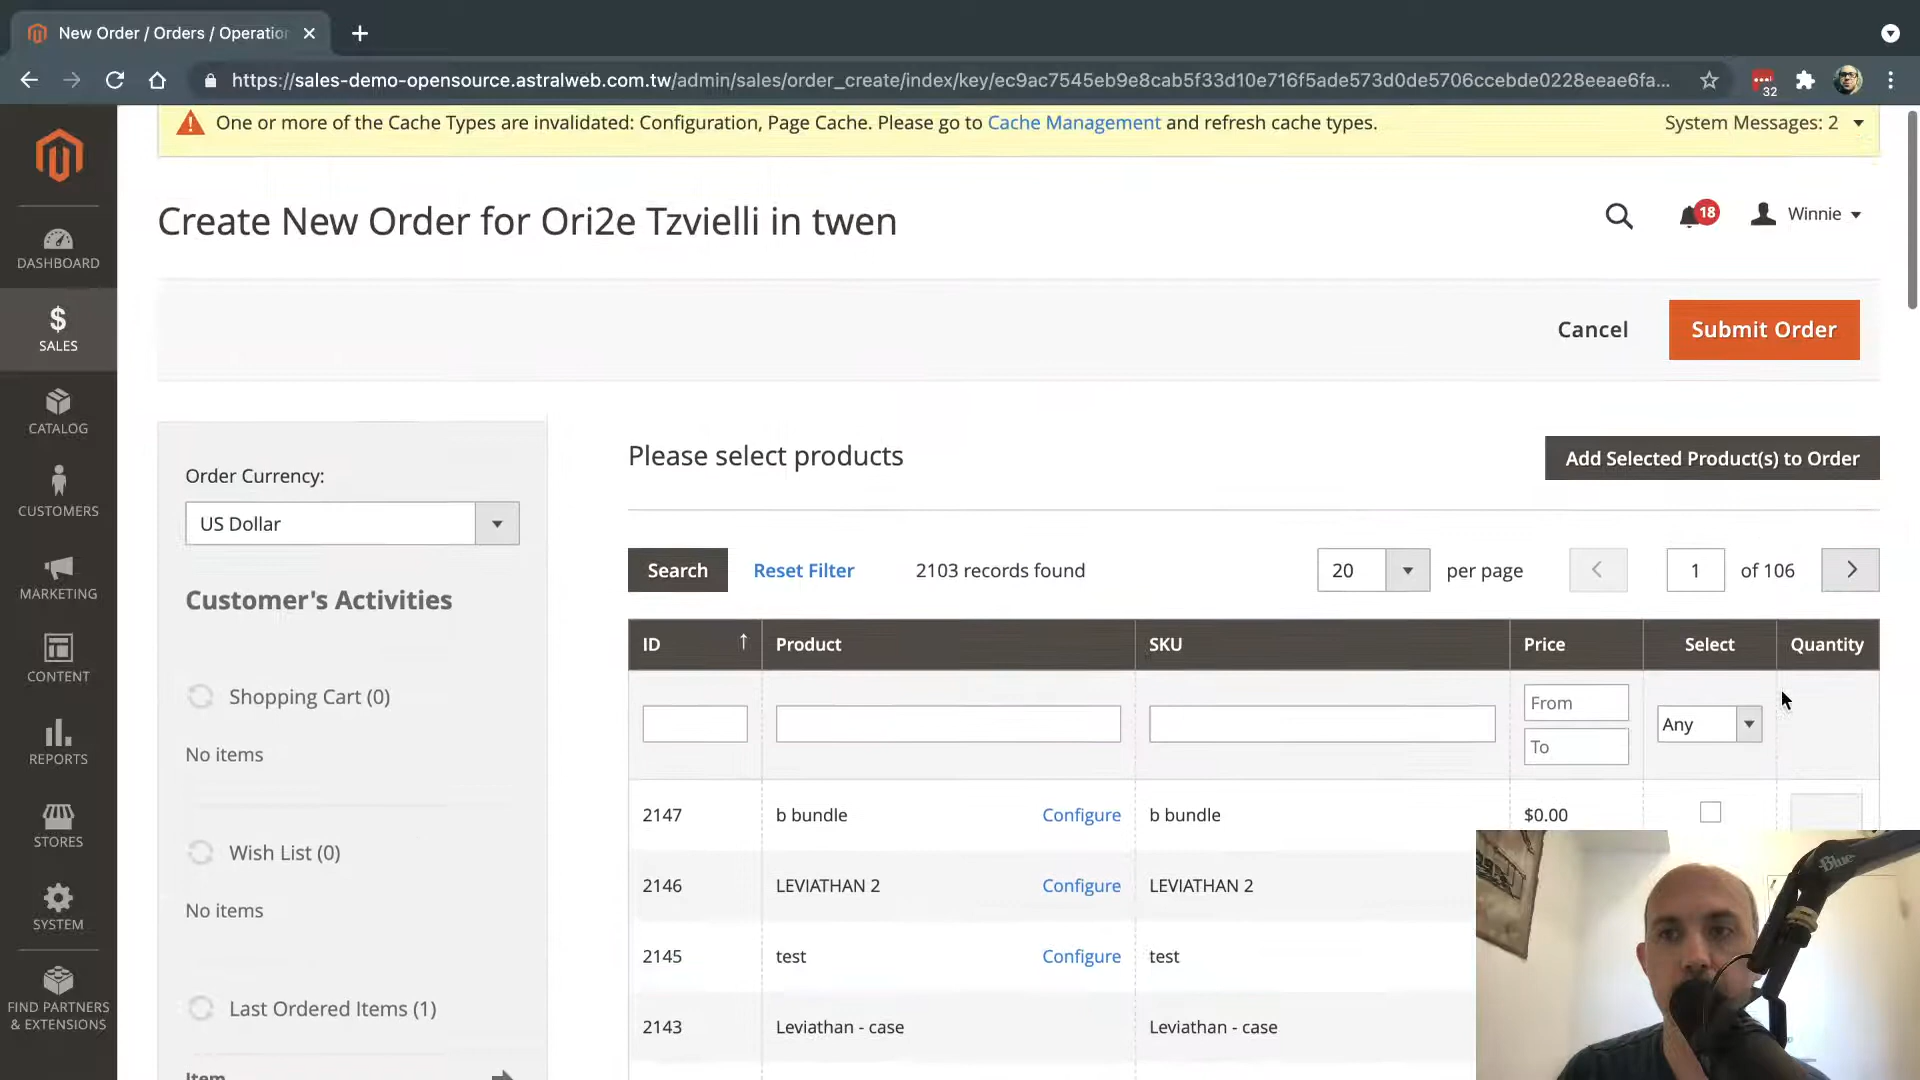 New Order / Orders / Operatio
https://sales-demo-opensource.astralweb.com.tw/admin/sales/order_create/index/key/ec9ac7545eb9e8cab5f33d10e716f5ade573d0de5706ccebde0228eeae6fa...
32
One or more of the Cache Types are invalidated: Configuration, Page Cache. Please go to Cache Management and refresh cache types.
System Messages: 2
Create New Order for Ori2e Tzvielli in twen
18
Winnie
DASHBOARD
SALES
CATALOG
CUSTOMERS
MARKETING
CONTENT
REPORTS
STORES
SYSTEM
FIND PARTNERS
& EXTENSIONS
Cancel
Submit Order
Order Currency:
US Dollar
Customer's Activities
Shopping Cart (0)
No items
Wish List (0)
No items
Last Ordered Items (1)
Item
Please select products
Add Selected Product(s) to Order
Search
Reset Filter
2103 records found
20
per page
1
of 106
ID
Product
SKU
Price
Select
Quantity
From
To
Any
2147
b bundle
Configure
b bundle
$0.00
2146
LEVIATHAN 2
Configure
LEVIATHAN 2
2145
test
Configure
test
2143
Leviathan - case
Leviathan - case
Blue